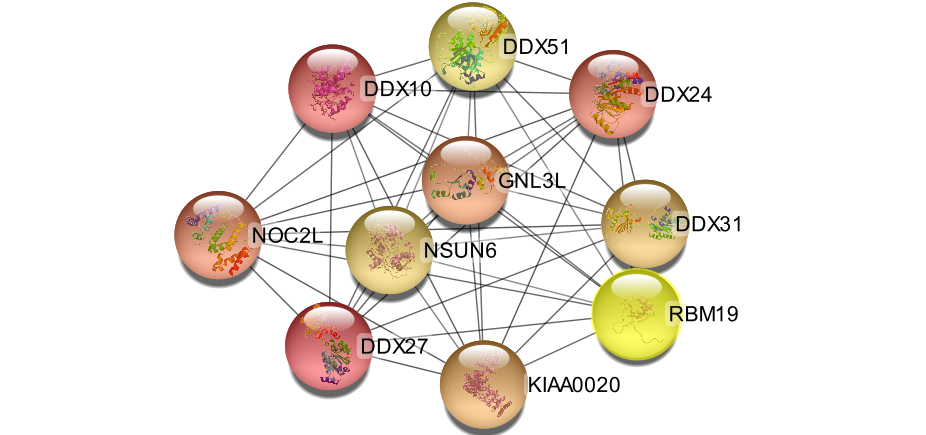 DDX51
DDX10
DDX24
GNL3L
DDX31
NOC2L
NSUN6
RBM19
DDX27
KIAA0020